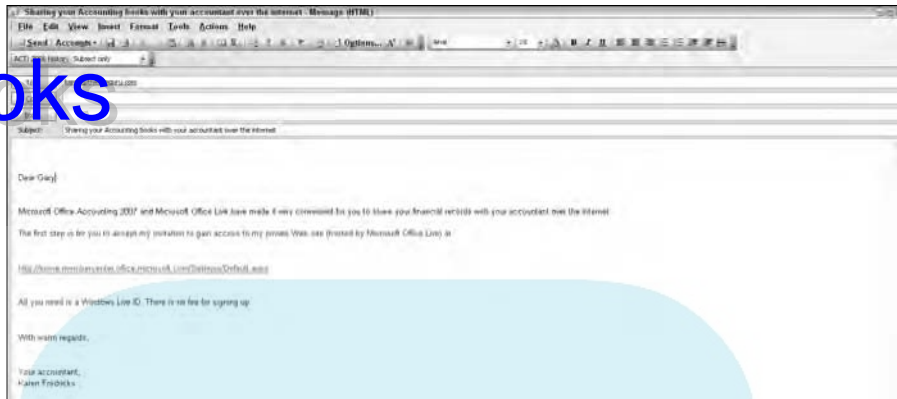 Sharing your Accounting books with your accountant over the internet - Message (HTML)
File Edit View Insert Format Tools Actions Help
Send Accounts Options...
Subject only
oks
Subject: Sharing your Accounting books with your accountant over the internet
Dear Gary
Microsoft Office Accounting 2007 and Microsoft Office Live have made it very convenient for you to share your financial records with your accountant over the internet
The first step is for you to accept my invitation to gain access to my private Web site (hosted by Microsoft Office Live) at
All you need is a Windows Live ID. There is no fee for signing up
With warm regards,
Your accountant,
Karen Fredricks